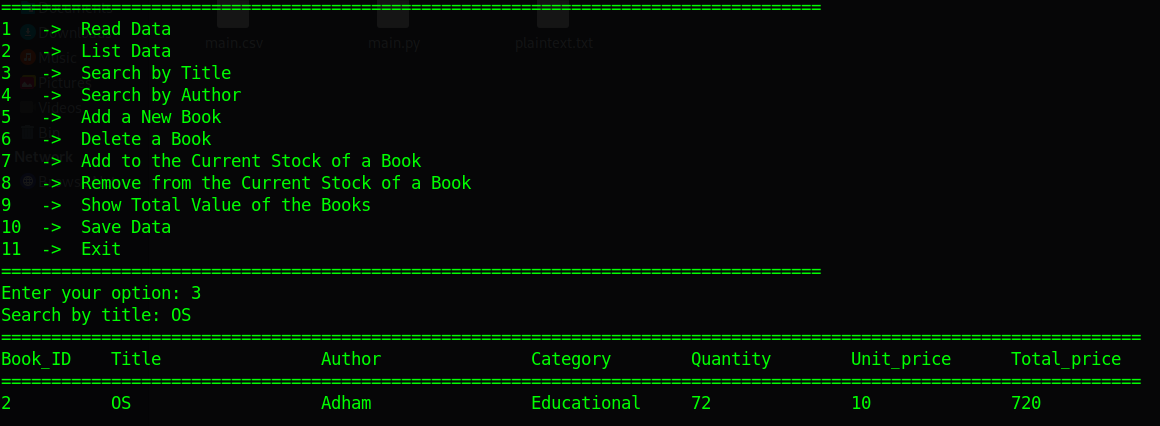 main.csv main.py plaintext.txt
================================================================================
1 -> Read Data
2 -> List Data
3 -> Search by Title
4 -> Search by Author
5 -> Add a New Book
6 -> Delete a Book
7 -> Add to the Current Stock of a Book
8 -> Remove from the Current Stock of a Book
9 -> Show Total Value of the Books
10 -> Save Data
11 -> Exit
================================================================================
Enter your option: 3
Search by title: OS
================================================================================
Book_ID Title Author Category Quantity Unit_price Total_price
================================================================================
2 OS Adham Educational 72 10 720